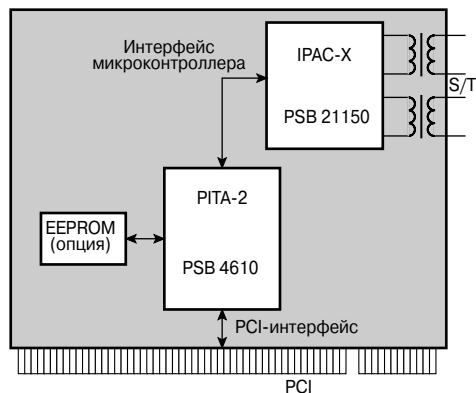 Интерфейс
микроконтроллера
IPAC-X
PSB 21150
S/T
PITA-2
PSB 4610
EEPROM
(опция)
PCI-интерфейс
PCI